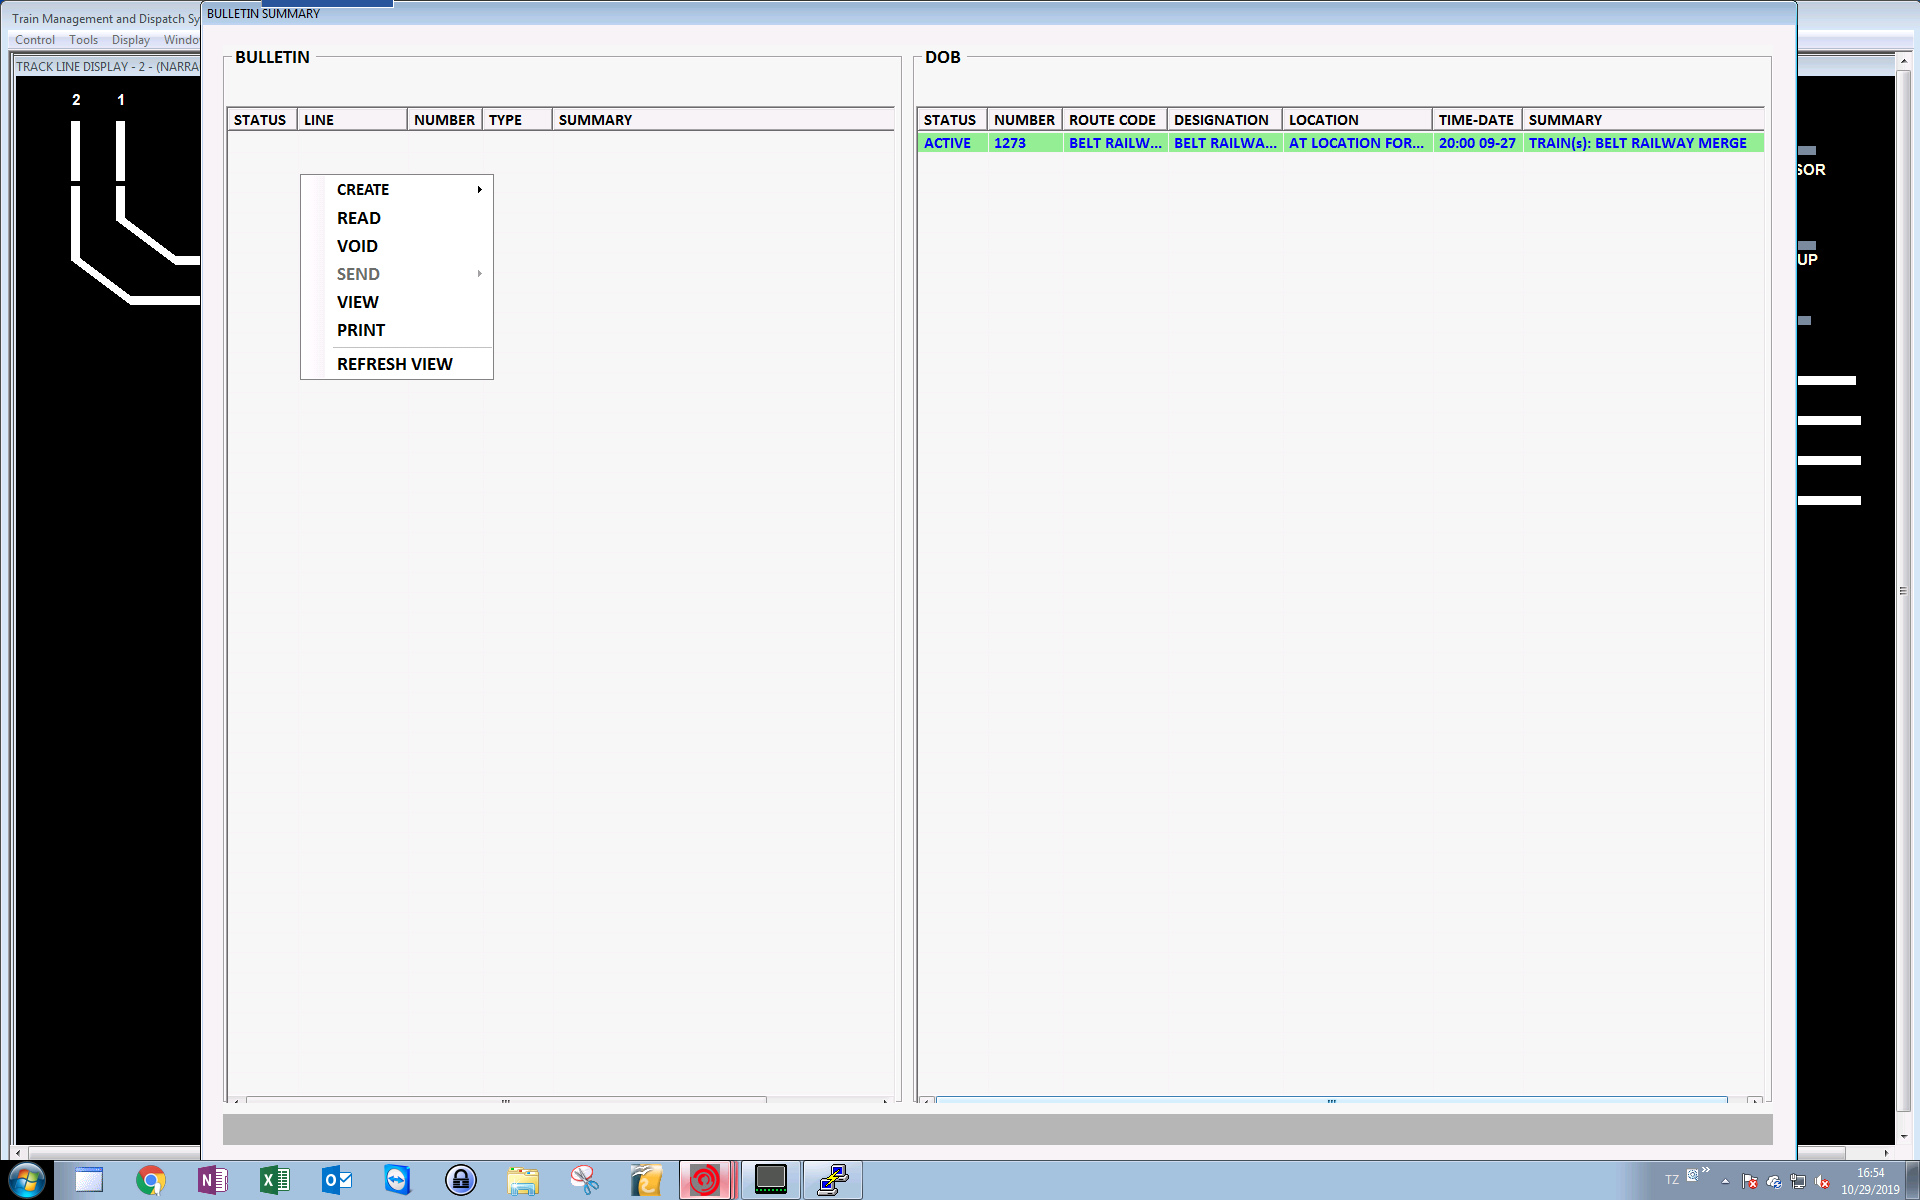 BULLETIN SUMMARY
Train Management and Dispatch Sy
Control Tools Display Windo
TRACK LINE DISPLAY - 2 - (NARRA
2 1
BULLETIN
STATUS LINE NUMBER TYPE SUMMARY
CREATE
READ
VOID
SEND
VIEW
PRINT
REFRESH VIEW
DOB
STATUS NUMBER ROUTE CODE DESIGNATION LOCATION TIME-DATE SUMMARY
ACTIVE 1273 BELT RAILW... BELT RAILWA... AT LOCATION FOR... 20:00 09-27 TRAIN(s): BELT RAILWAY MERGE
SOR
UP
TZ
16:54
10/29/2019